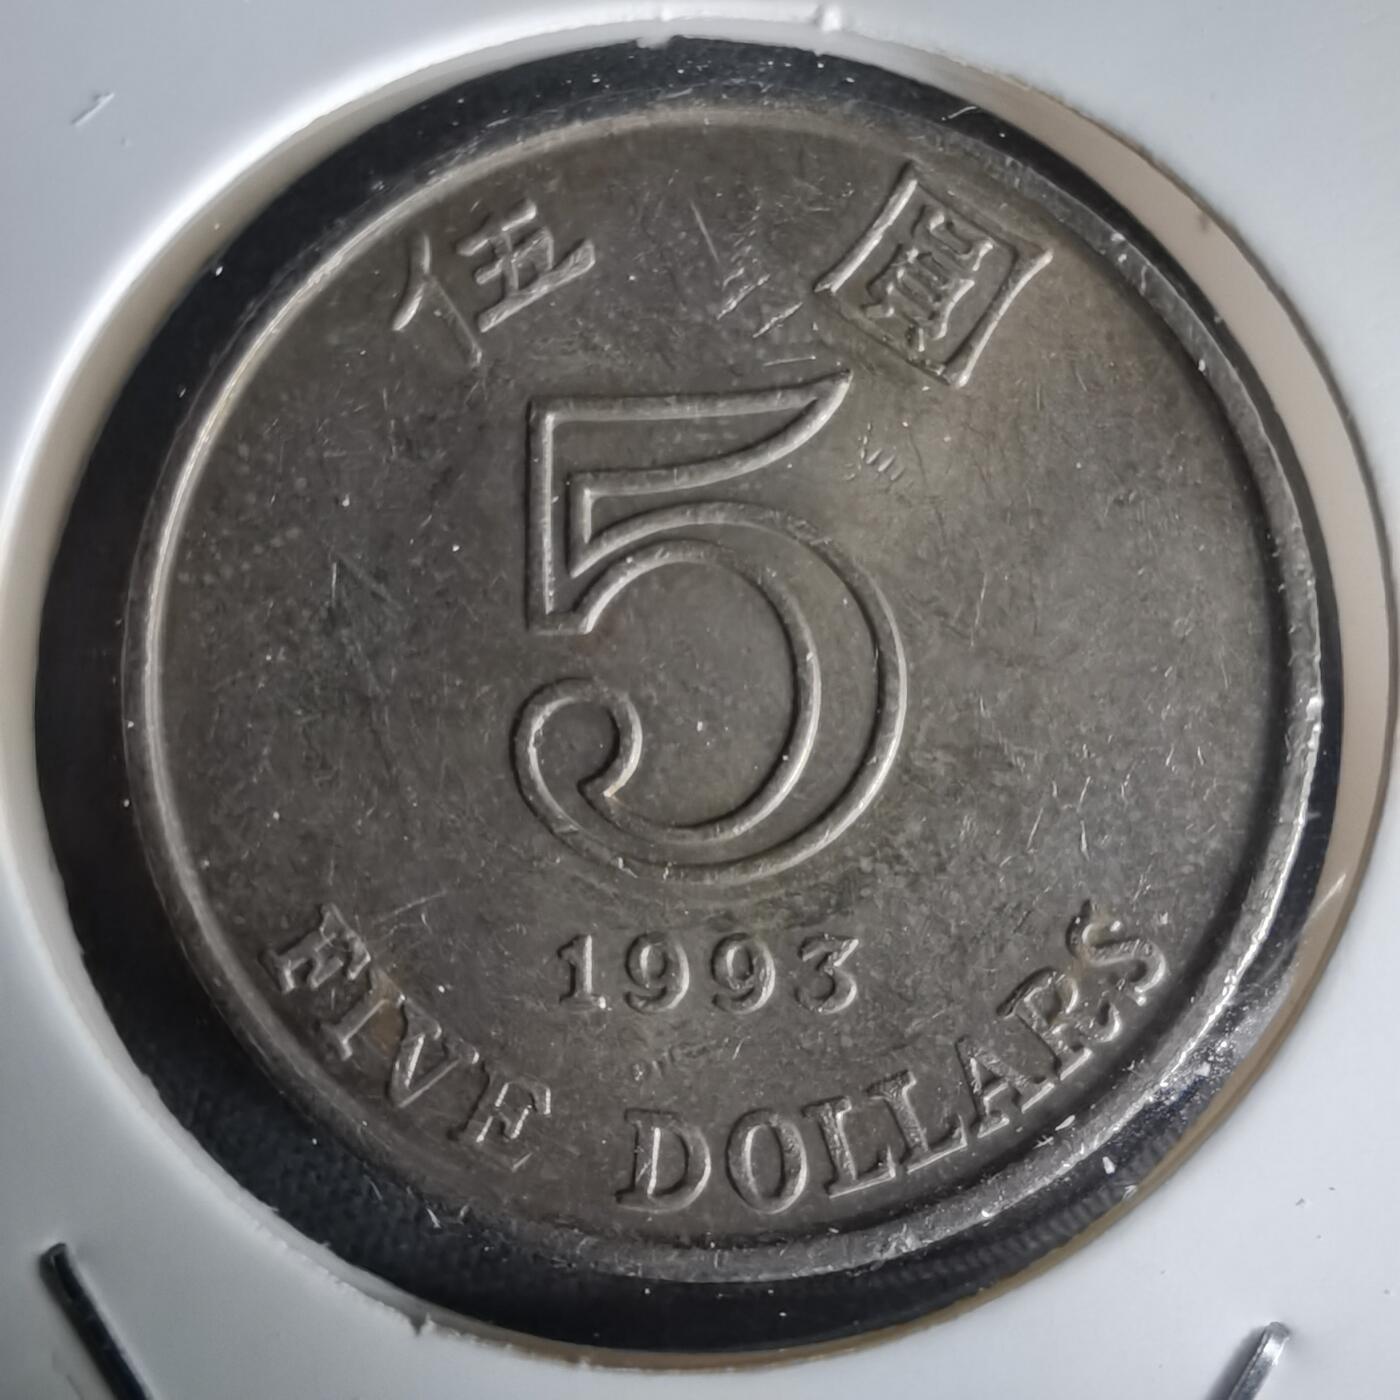 伍 圓
5
1993
FIVE DOLLARS